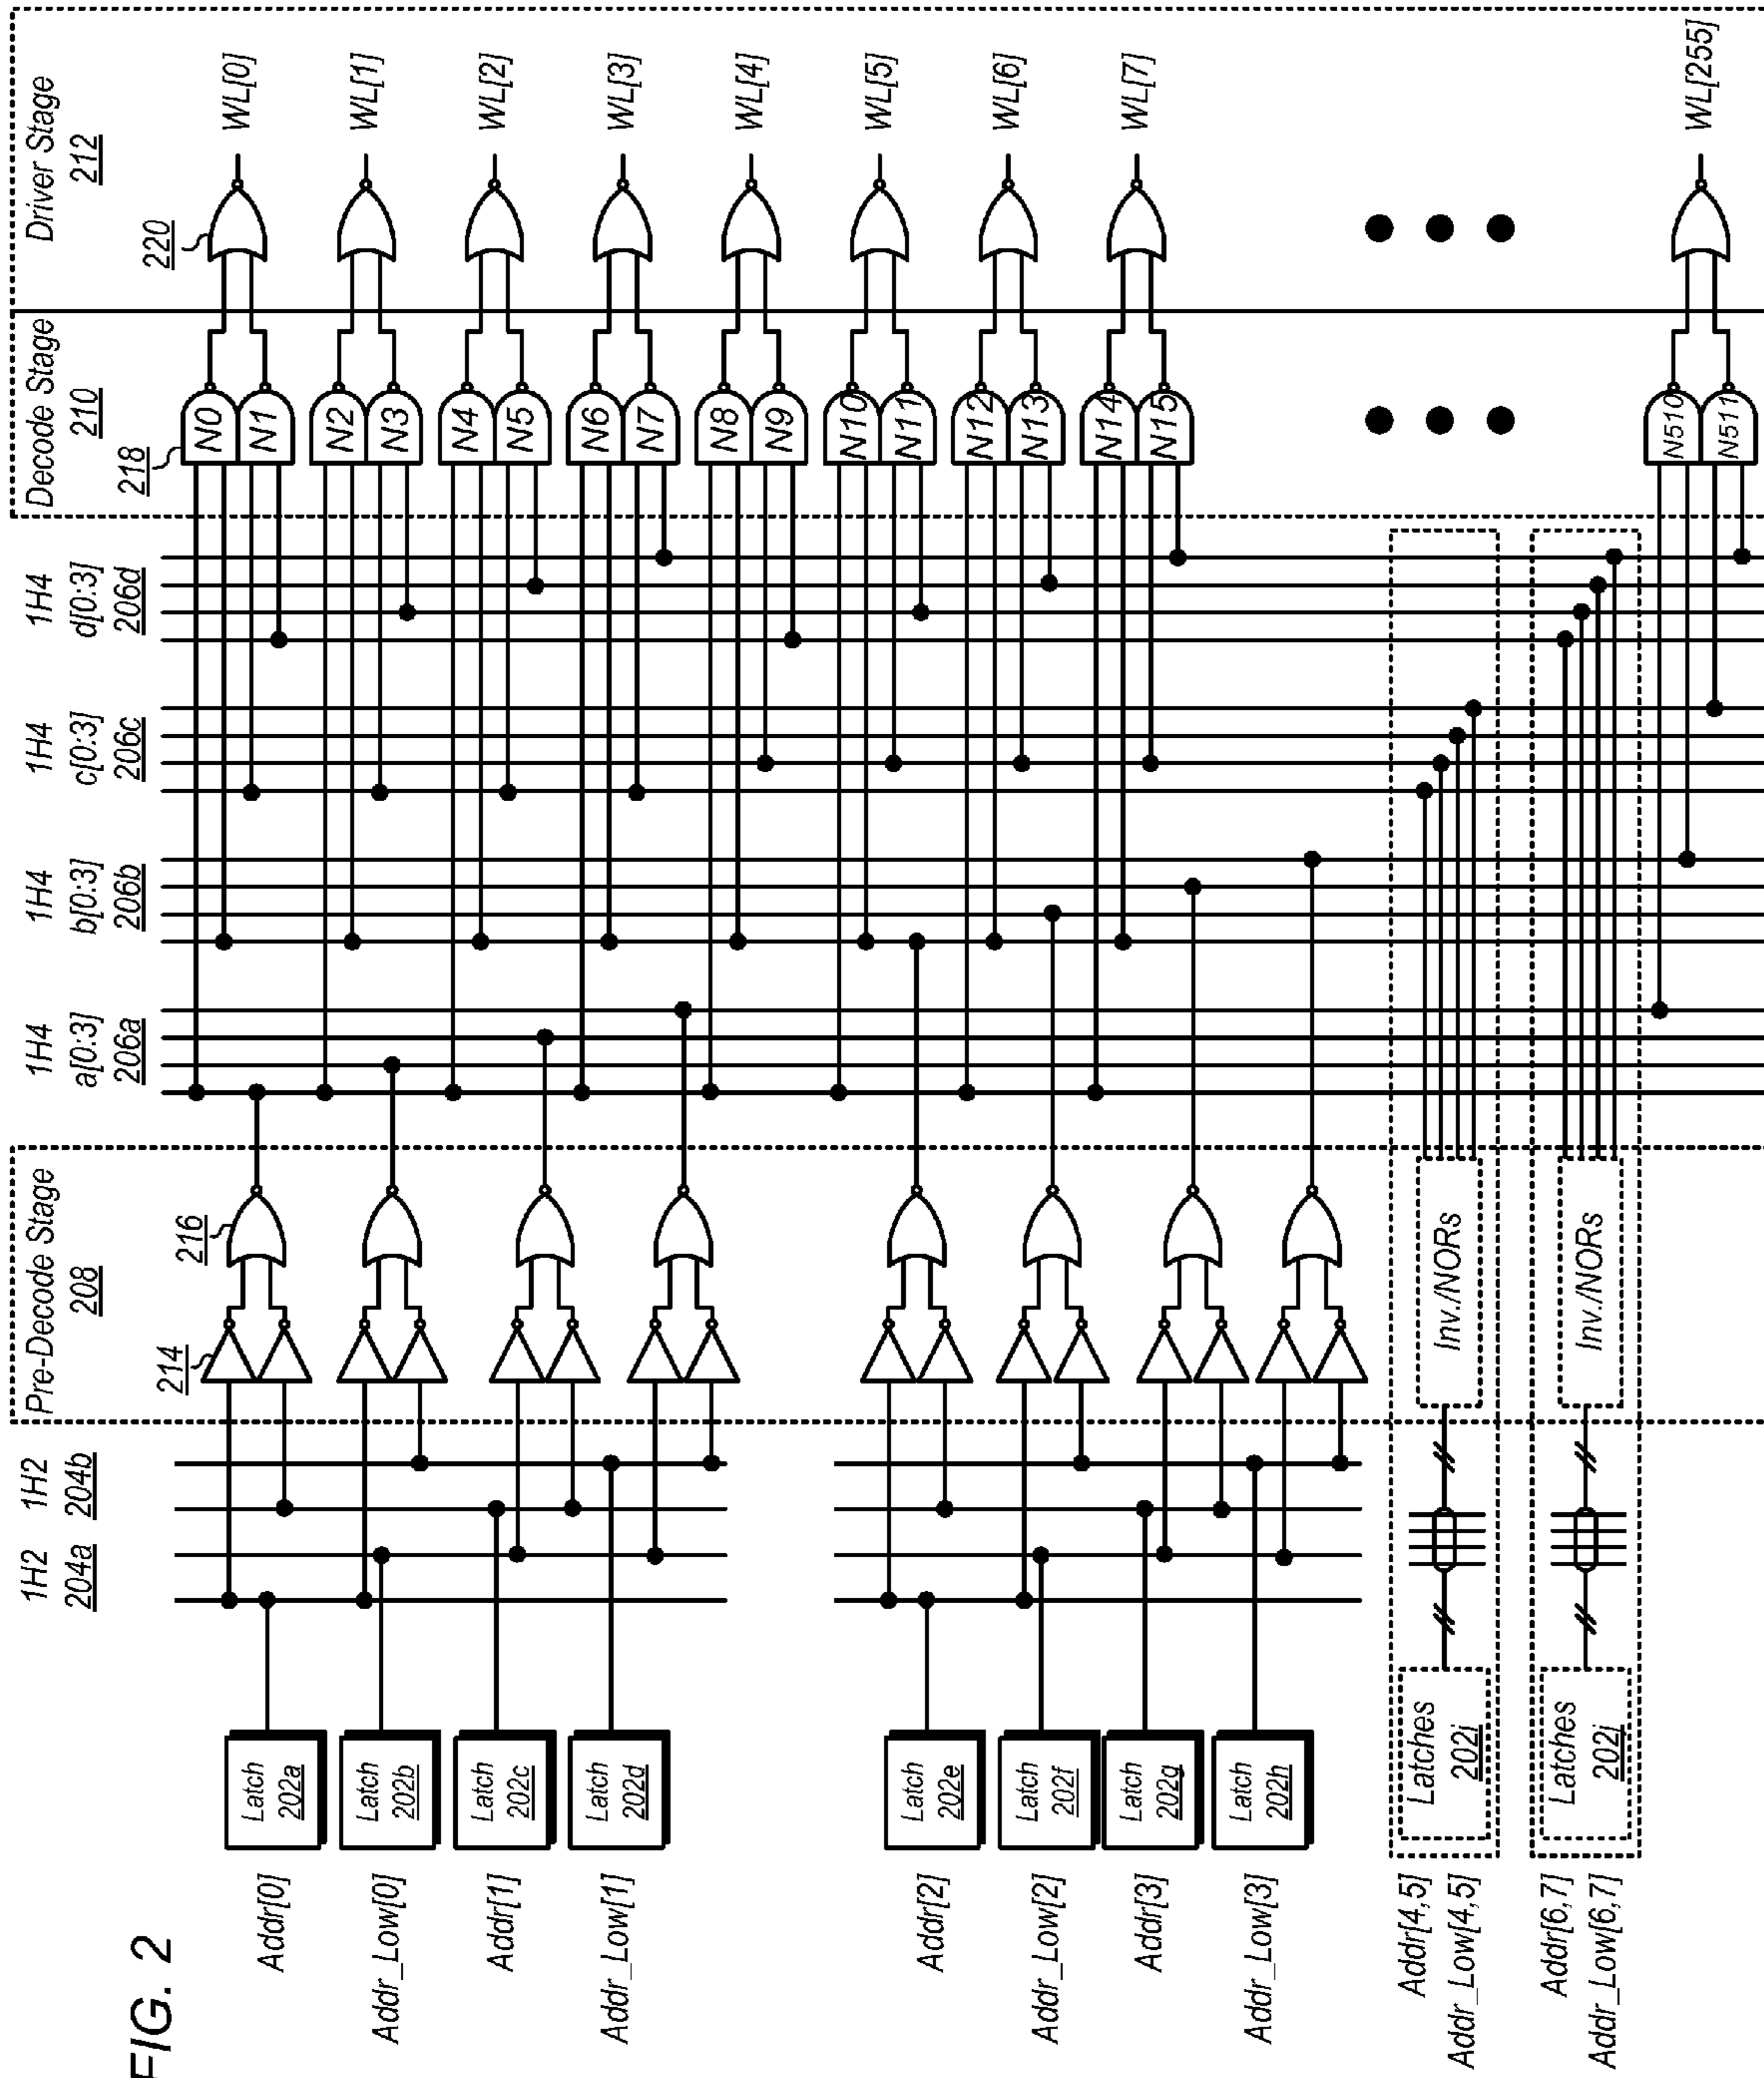 FIG. 2
Pre-Decode Stage
208
Decode Stage
210
Driver Stage
212
1H2
204a
1H2
204b
1H4
a[0:3]
206a
1H4
b[0:3]
206b
1H4
c[0:3]
206c
1H4
d[0:3]
206d
214
216
218
220
Addr[0]
Latch
202a
Addr_Low[0]
Latch
202b
Addr[1]
Latch
202c
Addr_Low[1]
Latch
202d
Addr[2]
Latch
202e
Addr_Low[2]
Latch
202f
Addr[3]
Latch
202g
Addr_Low[3]
Latch
202h
Addr[4,5]
Addr_Low[4,5]
Latches
202i
Inv./NORs
Addr[6,7]
Addr_Low[6,7]
Latches
202j
Inv./NORs
N0
N1
WL[0]
N2
N3
WL[1]
N4
N5
WL[2]
N6
N7
WL[3]
N8
N9
WL[4]
N10
N11
WL[5]
N12
N13
WL[6]
N14
N15
WL[7]
N510
N511
WL[255]